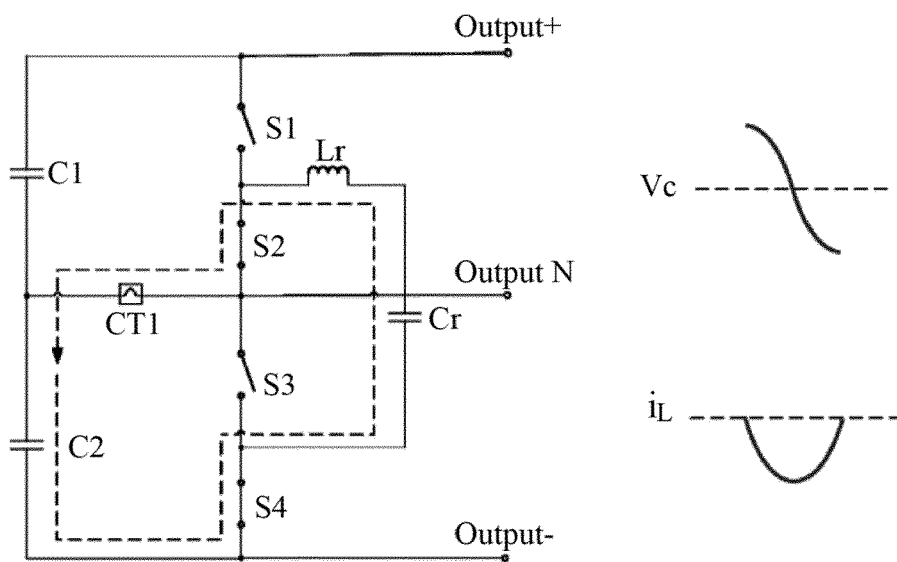 Output+
S1
Lr
C1
Vc
S2
Output N
CT1
Cr
S3
iL
C2
S4
Output-